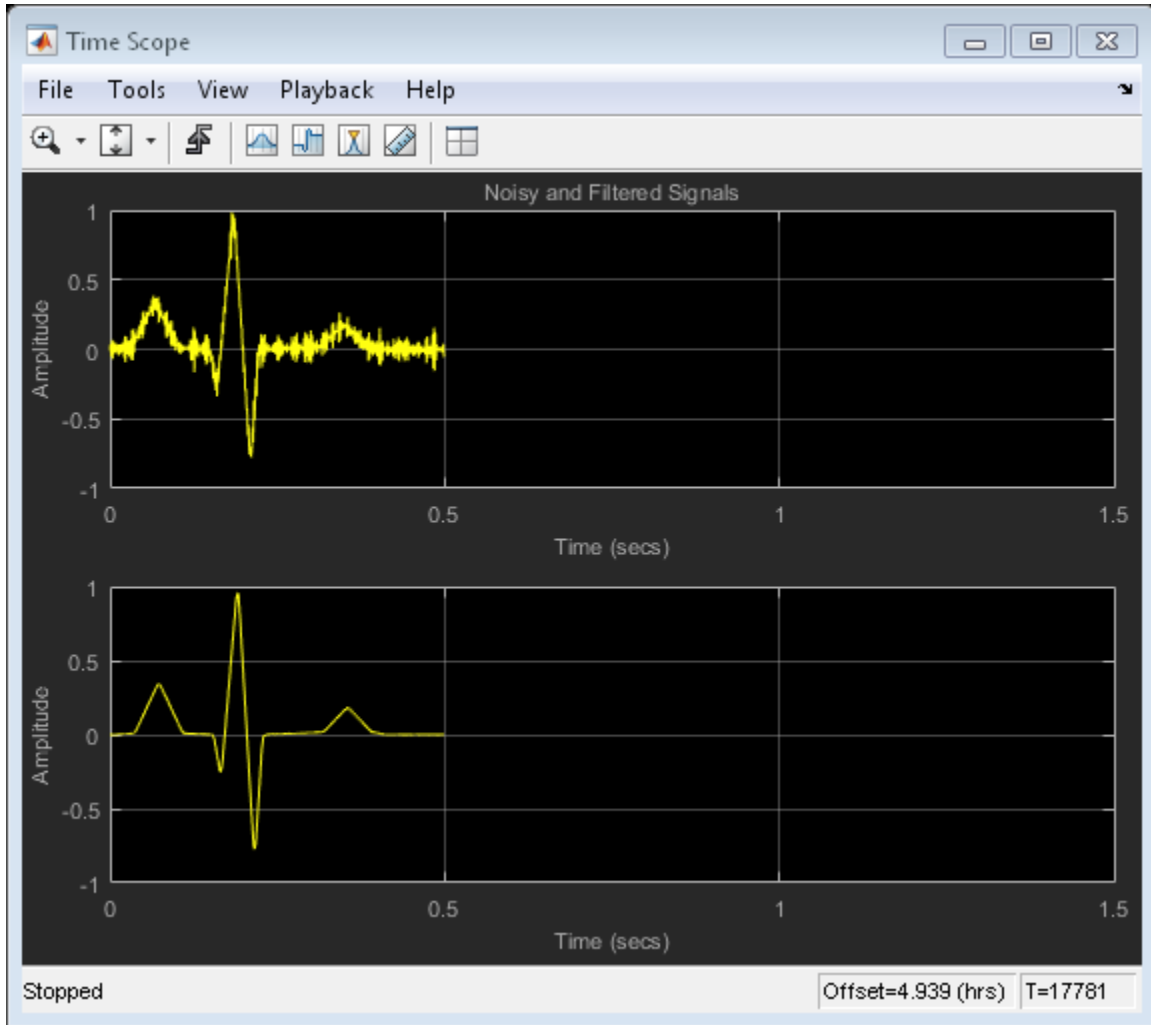 Time Scope
File Tools View Playback Help
Noisy and Filtered Signals
1
0.5
0
-0.5
-1
Amplitude
0 0.5 1 1.5
Time (secs)
1
0.5
0
-0.5
-1
Amplitude
0 0.5 1 1.5
Time (secs)
Stopped Offset=4.939 (hrs) T=17781